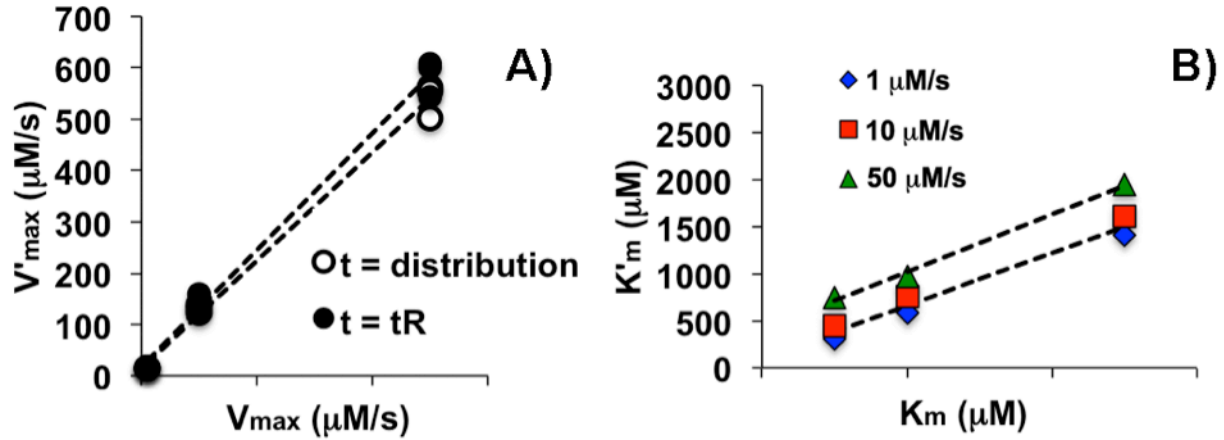 A)
V'max (μM/s)
700
600
500
400
300
200
100
0
t = distribution
t = tR
Vmax (μM/s)
B)
1 μM/s
10 μM/s
50 μM/s
K'm (μM)
3000
2500
2000
1500
1000
500
0
Km (μM)